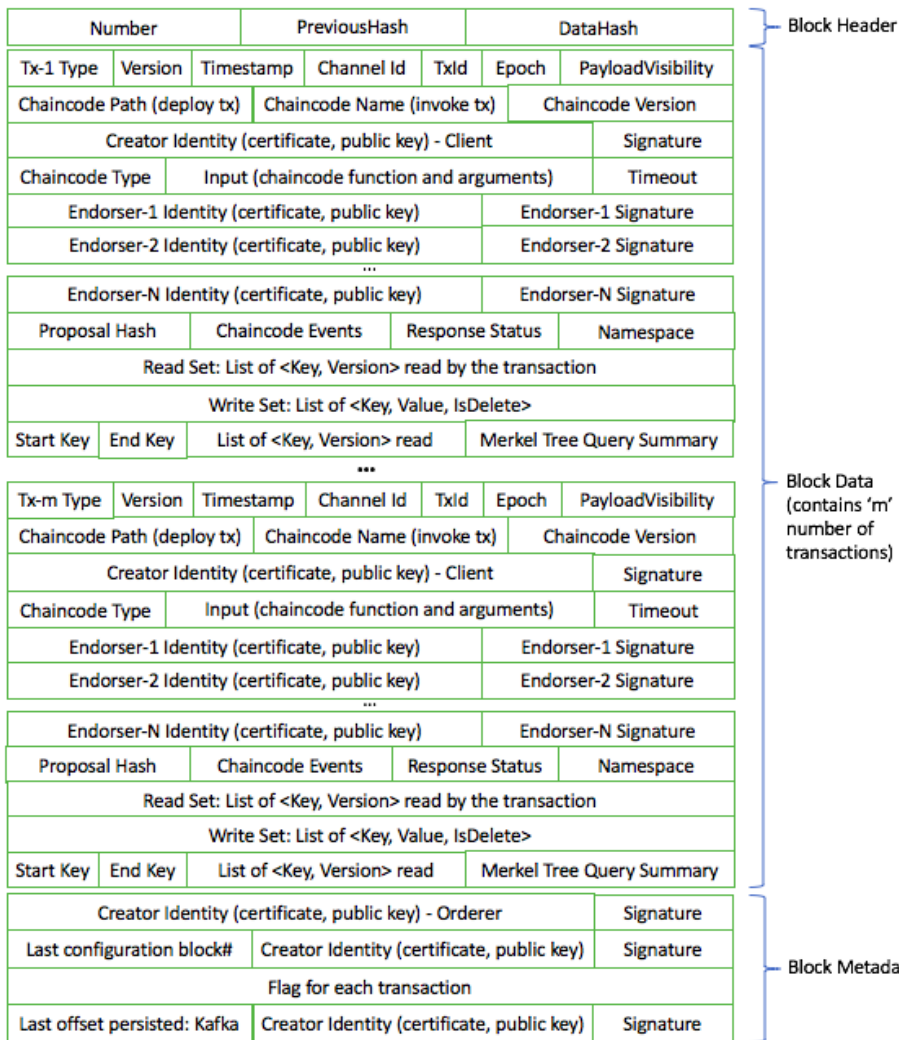 Number PreviousHash DataHash Block Header
Tx-1 Type Version Timestamp Channel Id TxId Epoch PayloadVisibility
Chaincode Path (deploy tx) Chaincode Name (invoke tx) Chaincode Version
Creator Identity (certificate, public key) - Client Signature
Chaincode Type Input (chaincode function and arguments) Timeout
Endorser-1 Identity (certificate, public key) Endorser-1 Signature
Endorser-2 Identity (certificate, public key) Endorser-2 Signature
...
Endorser-N Identity (certificate, public key) Endorser-N Signature
Proposal Hash Chaincode Events Response Status Namespace
Read Set: List of <Key, Version> read by the transaction
Write Set: List of <Key, Value, IsDelete>
Start Key End Key List of <Key, Version> read Merkel Tree Query Summary
...
Block Data
(contains ‘m’
number of
transactions)
Tx-m Type Version Timestamp Channel Id TxId Epoch PayloadVisibility
Chaincode Path (deploy tx) Chaincode Name (invoke tx) Chaincode Version
Creator Identity (certificate, public key) - Client Signature
Chaincode Type Input (chaincode function and arguments) Timeout
Endorser-1 Identity (certificate, public key) Endorser-1 Signature
Endorser-2 Identity (certificate, public key) Endorser-2 Signature
...
Endorser-N Identity (certificate, public key) Endorser-N Signature
Proposal Hash Chaincode Events Response Status Namespace
Read Set: List of <Key, Version> read by the transaction
Write Set: List of <Key, Value, IsDelete>
Start Key End Key List of <Key, Version> read Merkel Tree Query Summary
Creator Identity (certificate, public key) - Orderer Signature
Last configuration block# Creator Identity (certificate, public key) Signature
Block Metada
Flag for each transaction
Last offset persisted: Kafka Creator Identity (certificate, public key) Signature